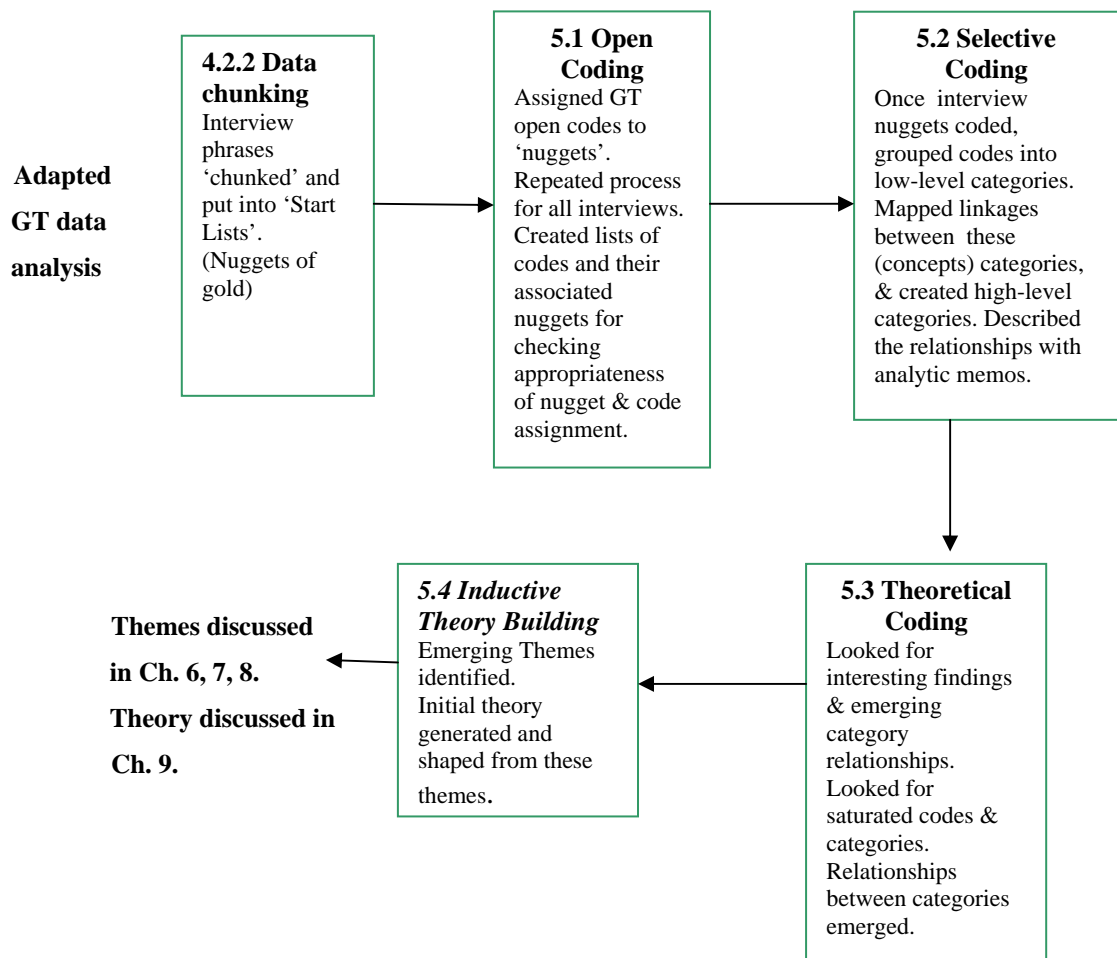 Adapted
GT data
analysis
4.2.2 Data
chunking
Interview
phrases
‘chunked’ and
put into ‘Start
Lists’.
(Nuggets of
gold)
5.1 Open
Coding
Assigned GT
open codes to
‘nuggets’.
Repeated process
for all interviews.
Created lists of
codes and their
associated
nuggets for
checking
appropriateness
of nugget & code
assignment.
5.2 Selective
Coding
Once interview
nuggets coded,
grouped codes into
low-level categories.
Mapped linkages
between these
(concepts) categories,
& created high-level
categories. Described
the relationships with
analytic memos.
5.3 Theoretical
Coding
Looked for
interesting findings
& emerging
category
relationships.
Looked for
saturated codes &
categories.
Relationships
between categories
emerged.
5.4 Inductive
Theory Building
Emerging Themes
identified.
Initial theory
generated and
shaped from these
themes.
Themes discussed
in Ch. 6, 7, 8.
Theory discussed in
Ch. 9.